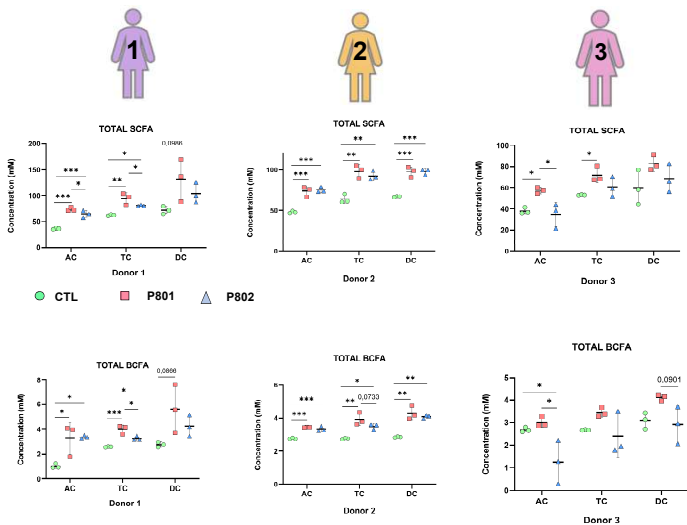 1
2
3
TOTAL SCFA
Concentration (mM)
200
150
100
50
0
***
***
*
*
**
*
0,0986
AC
TC
DC
Donor 1
TOTAL SCFA
Concentration (mM)
100
50
0
***
***
**
**
***
***
AC
TC
DC
Donor 2
TOTAL SCFA
Concentration (mM)
100
80
60
40
20
0
*
*
*
AC
TC
DC
Donor 3
CTL
P801
P802
TOTAL BCFA
Concentration (mM)
8
6
4
2
0
*
*
*
***
*
0,0866
AC
TC
DC
Donor 1
TOTAL BCFA
Concentration (mM)
6
4
2
0
***
***
*
**
0,0733
**
**
AC
TC
DC
Donor 2
TOTAL BCFA
Concentration (mM)
5
4
3
2
1
0
*
*
0,0901
AC
TC
DC
Donor 3